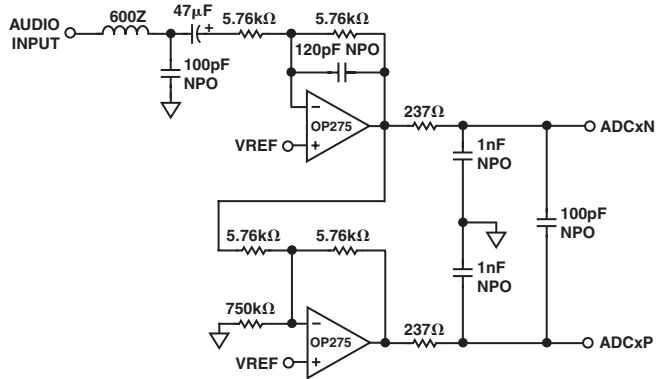 AUDIO
INPUT
600Z
47μF
+
5.76kΩ
5.76kΩ
120pF NPO
100pF
NPO
–
OP275
+
VREF
237Ω
ADCxN
1nF
NPO
100pF
NPO
5.76kΩ
5.76kΩ
1nF
NPO
750kΩ
–
OP275
+
VREF
237Ω
ADCxP